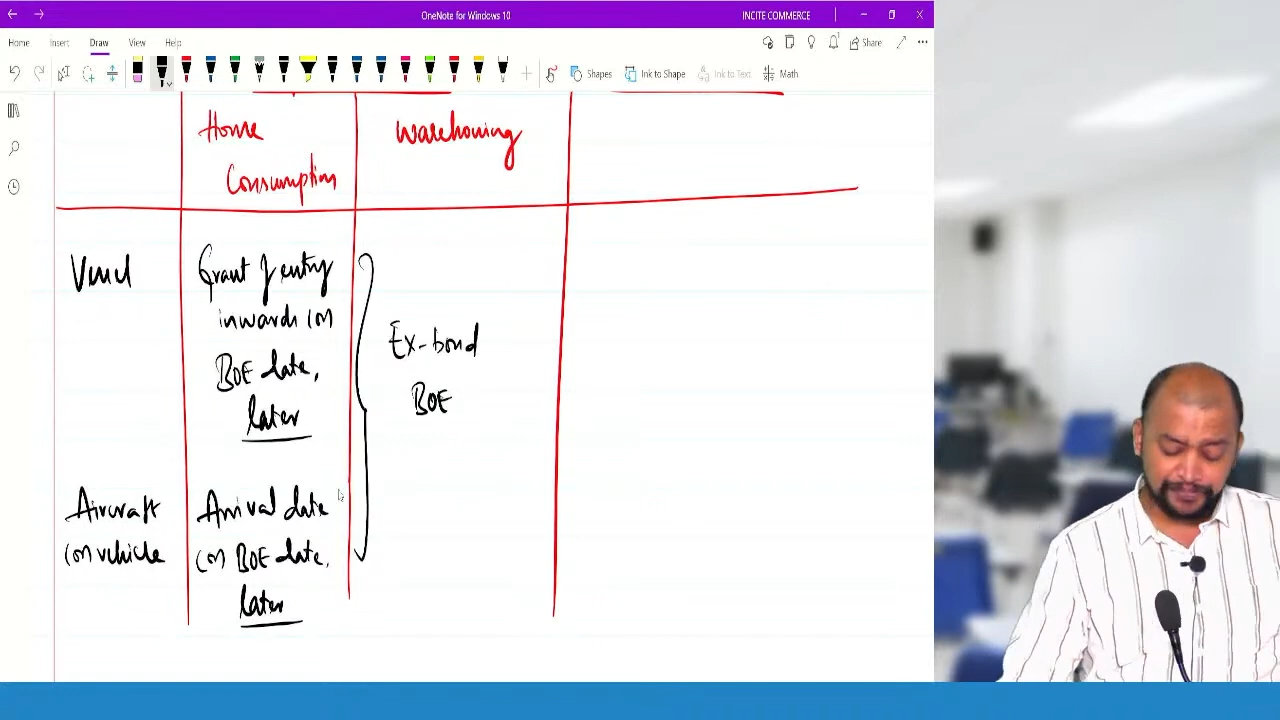 OneNote for Windows 10
INCITE COMMERCE
Home Insert Draw View Help
Share
Shapes Ink to Shape Ink to Text Math
Home
Consumption
Warehousing
Vessel
Grant of entry
inwards (or)
BOE date,
later
Ex-bond
BOE
Aircraft
(or) vehicle
Arrival date
(or) BOE date,
later